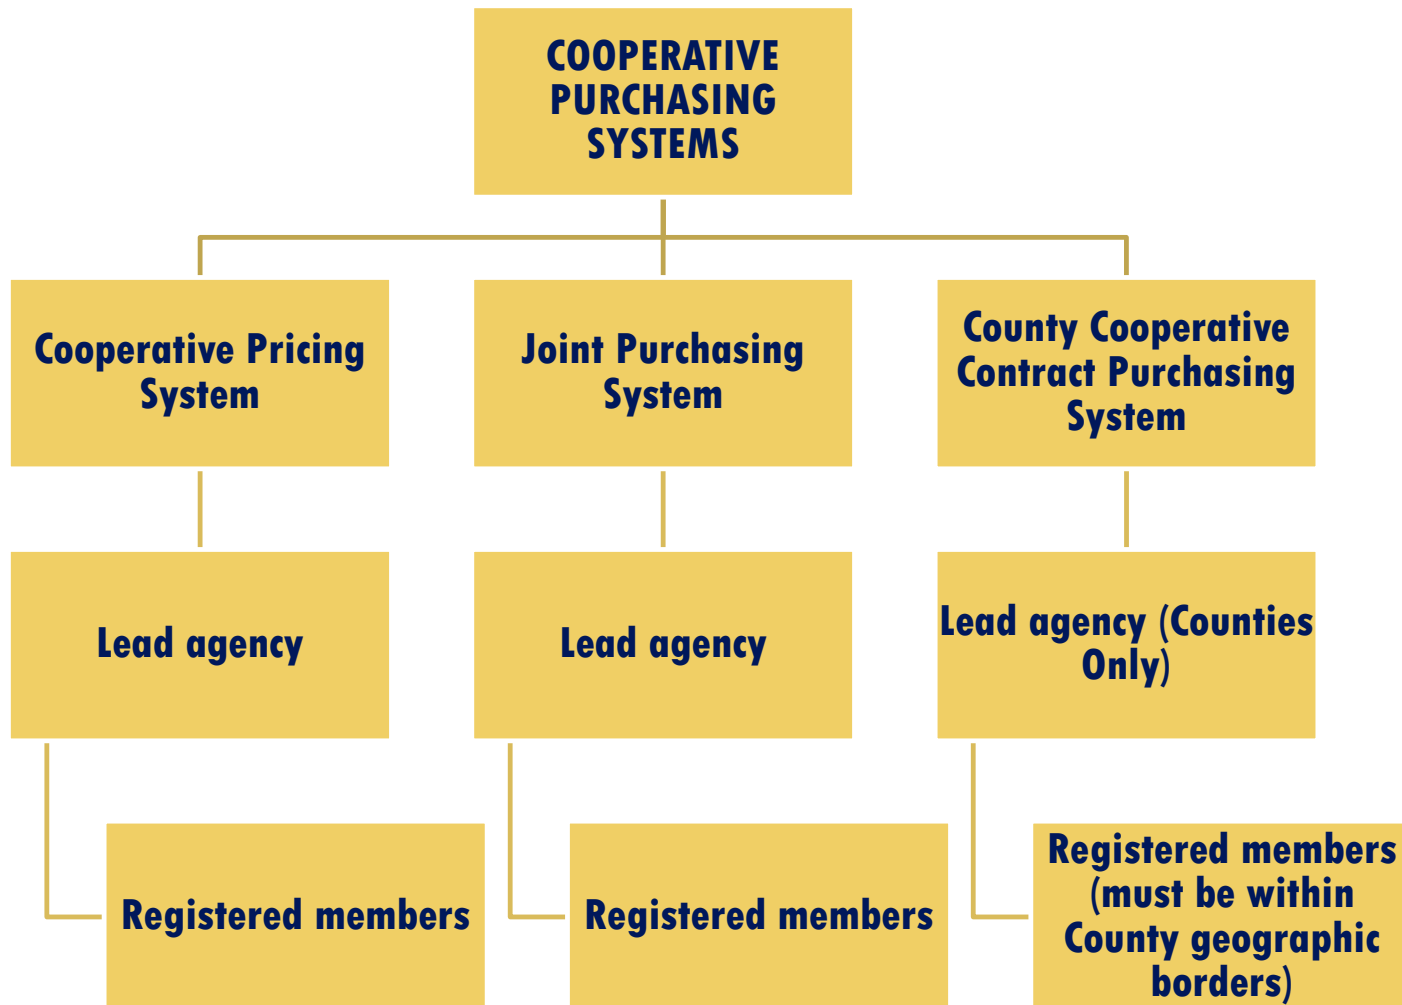 COOPERATIVE
PURCHASING
SYSTEMS
Cooperative Pricing
System
Joint Purchasing
System
County Cooperative
Contract Purchasing
System
Lead agency
Lead agency
Lead agency (Counties
Only)
Registered members
Registered members
Registered members
(must be within
County geographic
borders)